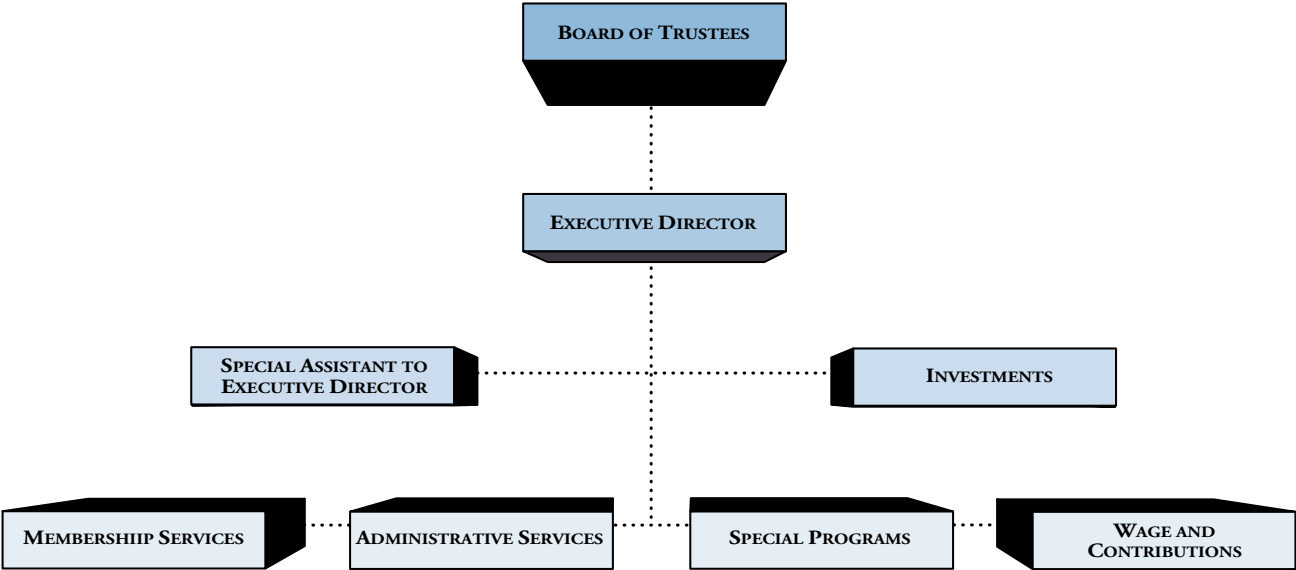 BOARD OF TRUSTEES
EXECUTIVE DIRECTOR
SPECIAL ASSISTANT TO
EXECUTIVE DIRECTOR
INVESTMENTS
MEMBERSHIIP SERVICES
ADMINISTRATIVE SERVICES
SPECIAL PROGRAMS
WAGE AND
CONTRIBUTIONS